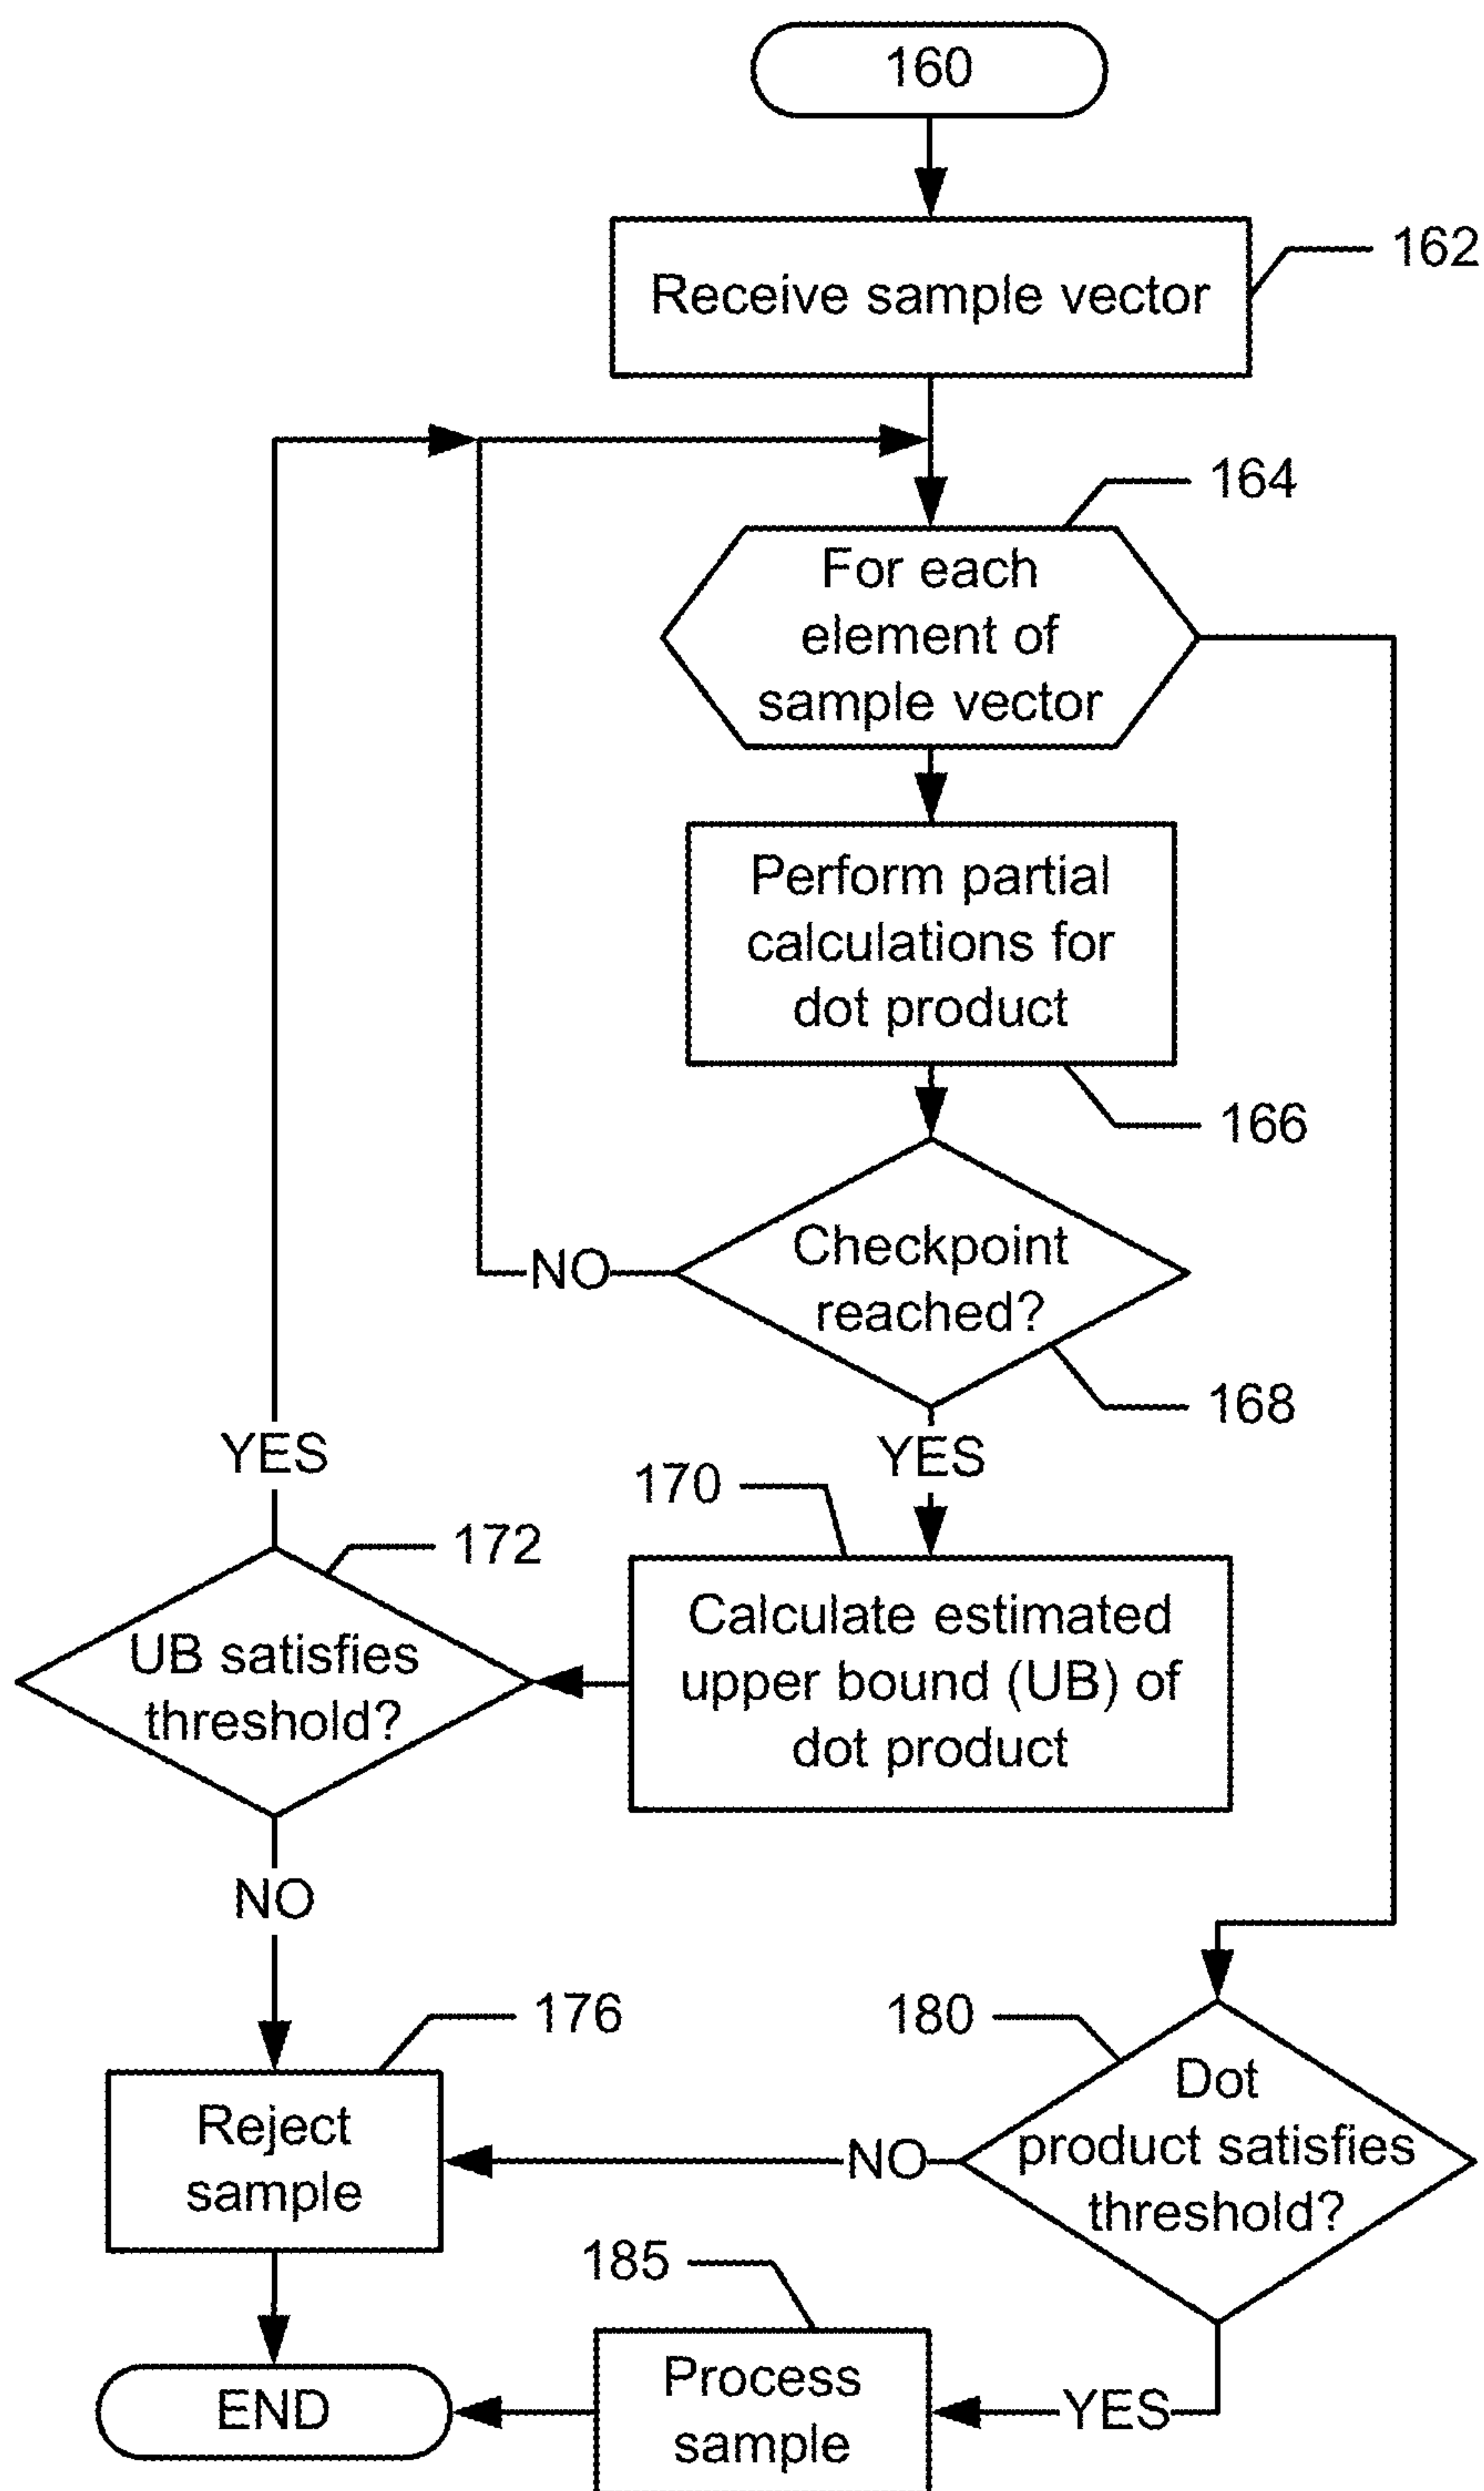 160
Receive sample vector
162
164
For each
element of
sample vector
Perform partial
calculations for
dot product
166
Checkpoint
reached?
NO
168
YES
YES
170
172
Calculate estimated
upper bound (UB) of
dot product
UB satisfies
threshold?
NO
176
180
Reject
sample
Dot
product satisfies
threshold?
NO
185
Process
sample
YES
END